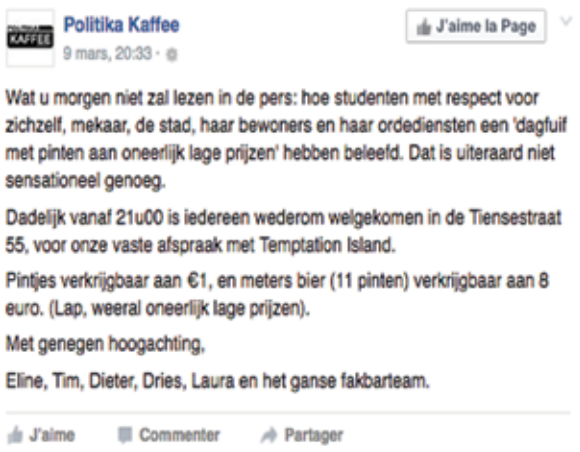 POLITIKA
KAFFEE
Politika Kaffee
J'aime la Page
9 mars, 20:33 ·
Wat u morgen niet zal lezen in de pers: hoe studenten met respect voor
zichzelf, mekaar, de stad, haar bewoners en haar ordediensten een 'dagfuif
met pinten aan oneerlijk lage prijzen' hebben beleefd. Dat is uiteraard niet
sensationeel genoeg.
Dadelijk vanaf 21u00 is iedereen wederom welgekomen in de Tiensestraat
55, voor onze vaste afspraak met Temptation Island.
Pintjes verkrijgbaar aan €1, en meters bier (11 pinten) verkrijgbaar aan 8
euro. (Lap, weeral oneerlijk lage prijzen).
Met genegen hoogachting,
Eline, Tim, Dieter, Dries, Laura en het ganse fakbarteam.
J'aime Commenter Partager